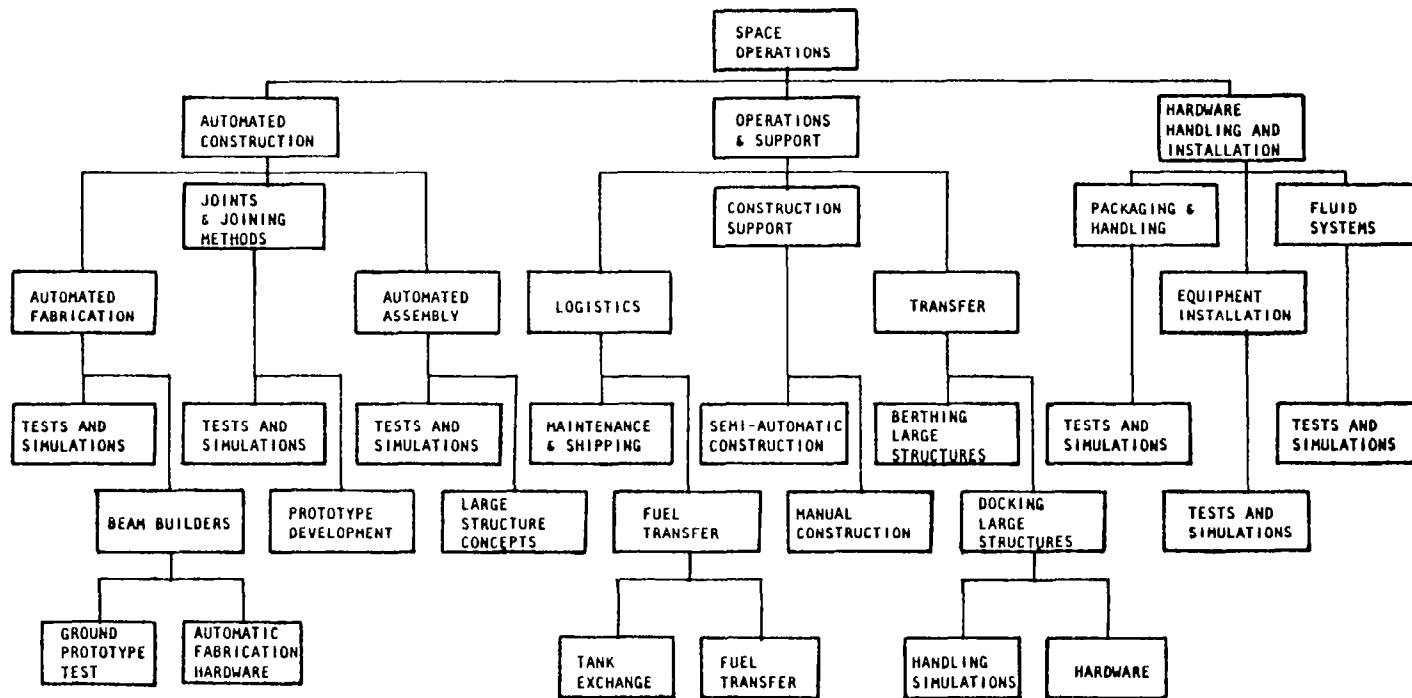 SPACE
OPERATIONS
AUTOMATED
CONSTRUCTION
OPERATIONS
& SUPPORT
HARDWARE
HANDLING AND
INSTALLATION
JOINTS
& JOINING
METHODS
CONSTRUCTION
SUPPORT
PACKAGING &
HANDLING
FLUID
SYSTEMS
AUTOMATED
FABRICATION
AUTOMATED
ASSEMBLY
LOGISTICS
TRANSFER
EQUIPMENT
INSTALLATION
TESTS AND
SIMULATIONS
TESTS AND
SIMULATIONS
TESTS AND
SIMULATIONS
MAINTENANCE
& SHIPPING
SEMI-AUTOMATIC
CONSTRUCTION
BERTHING
LARGE
STRUCTURES
TESTS AND
SIMULATIONS
TESTS AND
SIMULATIONS
BEAM BUILDERS
PROTOTYPE
DEVELOPMENT
LARGE
STRUCTURE
CONCEPTS
FUEL
TRANSFER
MANUAL
CONSTRUCTION
DOCKING
LARGE
STRUCTURES
TESTS AND
SIMULATIONS
GROUND
PROTOTYPE
TEST
AUTOMATIC
FABRICATION
HARDWARE
TANK
EXCHANGE
FUEL
TRANSFER
HANDLING
SIMULATIONS
HARDWARE